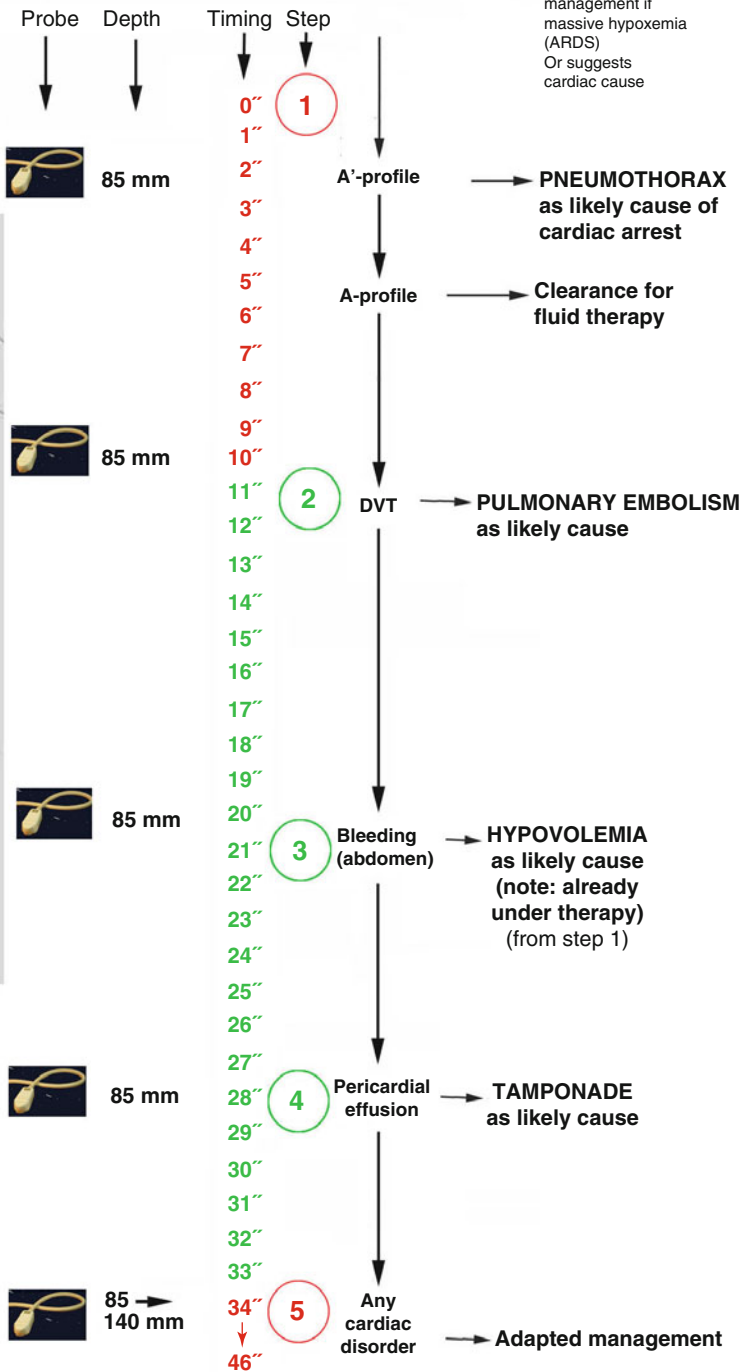 management if
massive hypoxemia
(ARDS)
Or suggests
cardiac cause
Probe Depth Timing Step
0″ 1
1″
2″
85 mm A'-profile PNEUMOTHORAX
as likely cause of
cardiac arrest
3″
4″
5″
A-profile Clearance for
fluid therapy
6″
7″
8″
9″
85 mm 10″
11″
2 DVT PULMONARY EMBOLISM
as likely cause
12″
13″
14″
15″
16″
17″
18″
19″
20″
85 mm
21″ 3 Bleeding
(abdomen)
HYPOVOLEMIA
as likely cause
(note: already
under therapy)
(from step 1)
22″
23″
24″
25″
26″
27″
85 mm 28″ 4 Pericardial
effusion
TAMPONADE
as likely cause
29″
30″
31″
32″
33″
85
140 mm
34″ 5 Any
cardiac
disorder
Adapted management
46″